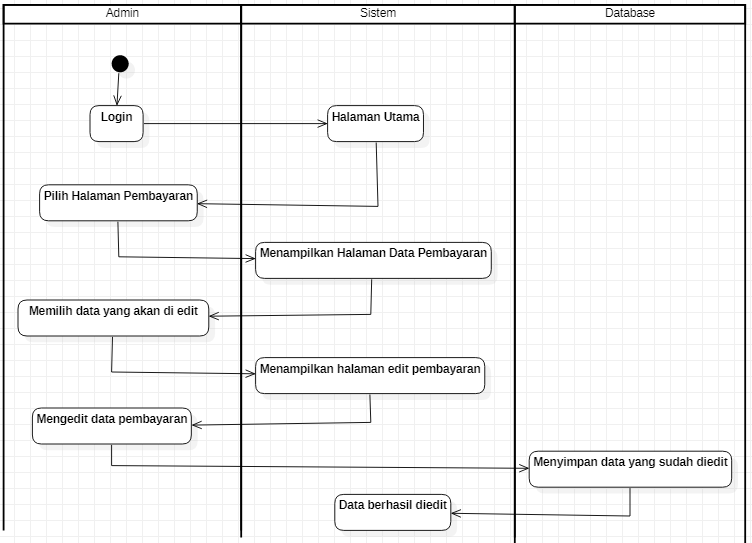 Admin
Sistem
Database
Login
Halaman Utama
Pilih Halaman Pembayaran
Menampilkan Halaman Data Pembayaran
Memilih data yang akan di edit
Menampilkan halaman edit pembayaran
Mengedit data pembayaran
Menyimpan data yang sudah diedit
Data berhasil diedit